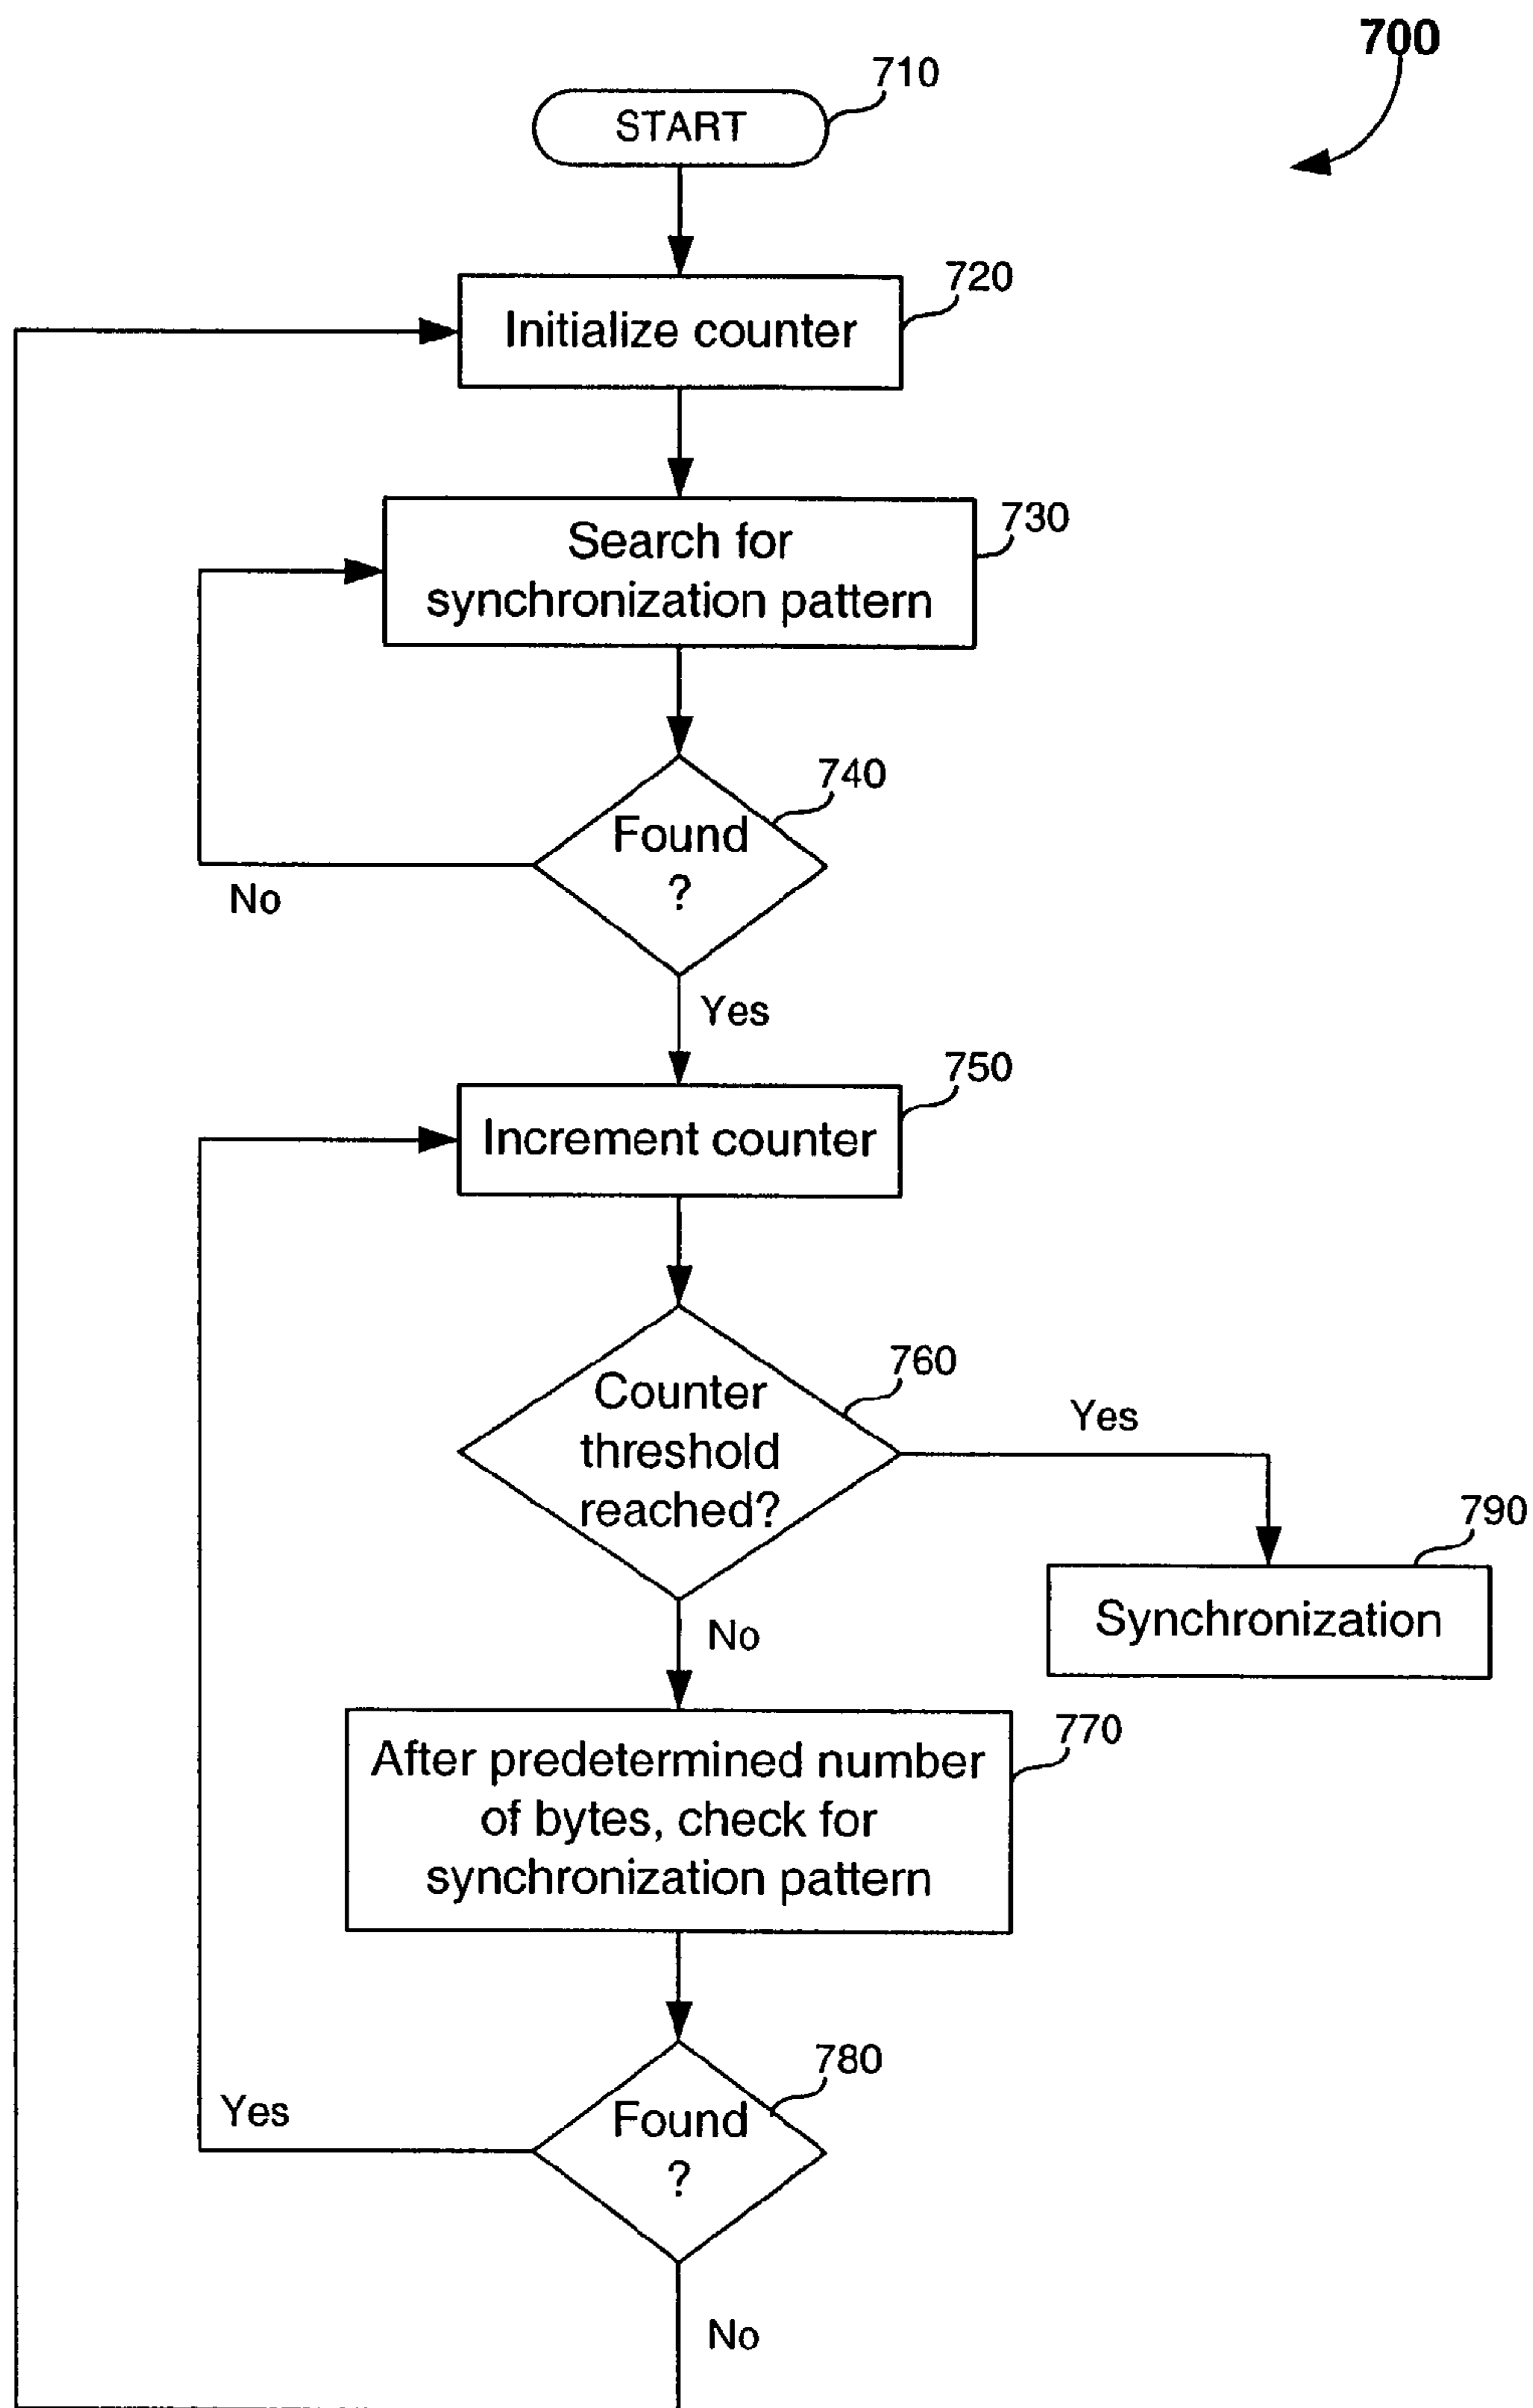 700
710
START
720
Initialize counter
730
Search for
synchronization pattern
740
Found
?
No
Yes
750
Increment counter
760
Counter
threshold
reached?
Yes
790
Synchronization
No
770
After predetermined number
of bytes, check for
synchronization pattern
780
Found
?
Yes
No